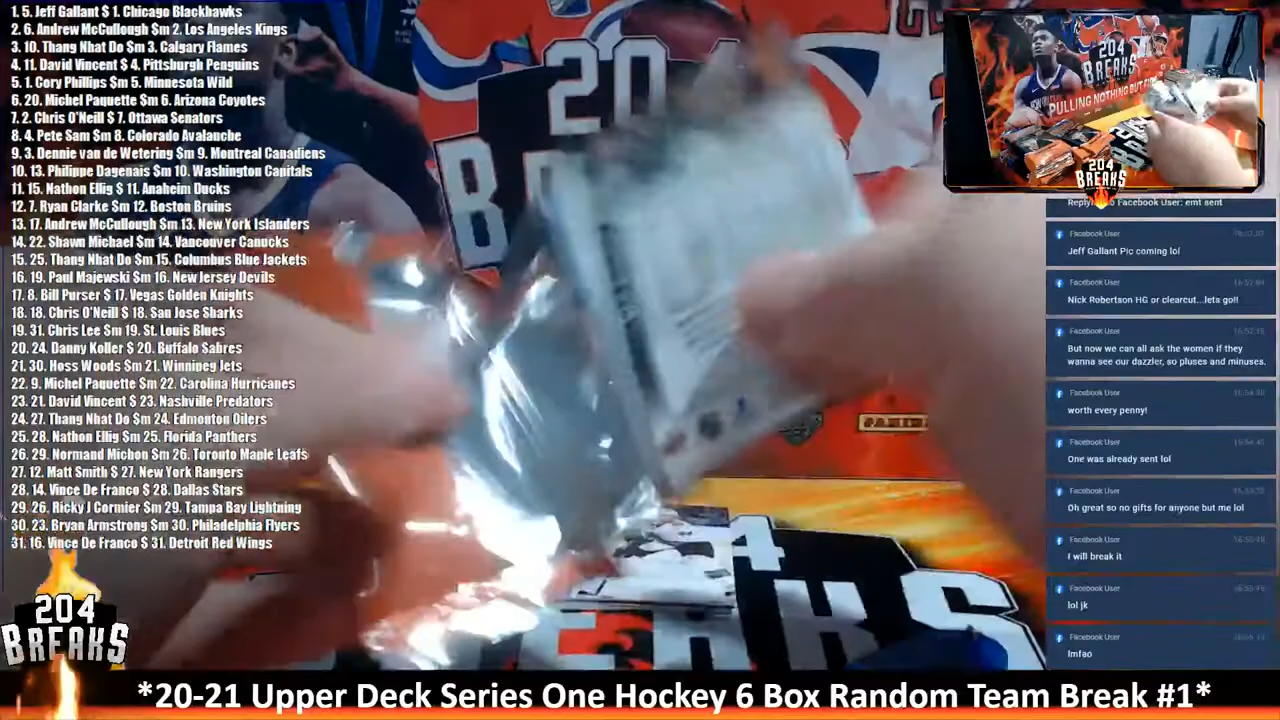 1. 5. Jeff Gallant $ 1. Chicago Blackhawks
2. 6. Andrew McCullough $m 2. Los Angeles Kings
3. 10. Thang Nhat Do $m 3. Calgary Flames
4. 11. David Vincent $ 4. Pittsburgh Penguins
5. 1. Cory Phillips $m 5. Minnesota Wild
6. 20. Michel Paquette $m 6. Arizona Coyotes
7. 2. Chris O'Neill $ 7. Ottawa Senators
8. 4. Pete Sam $m 8. Colorado Avalanche
9. 3. Dennie van de Wetering $m 9. Montreal Canadiens
10. 13. Philippe Dagenais $m 10. Washington Capitals
11. 15. Nathon Ellig $ 11. Anaheim Ducks
12. 7. Ryan Clarke $m 12. Boston Bruins
13. 17. Andrew McCullough $m 13. New York Islanders
14. 22. Shawn Michael $m 14. Vancouver Canucks
15. 25. Thang Nhat Do $m 15. Columbus Blue Jackets
16. 19. Paul Majewski $m 16. New Jersey Devils
17. 8. Bill Purser $ 17. Vegas Golden Knights
18. 18. Chris O'Neill $ 18. San Jose Sharks
19. 31. Chris Lee $m 19. St. Louis Blues
20. 24. Danny Koller $ 20. Buffalo Sabres
21. 30. Hoss Woods $m 21. Winnipeg Jets
22. 9. Michel Paquette $m 22. Carolina Hurricanes
23. 21. David Vincent $ 23. Nashville Predators
24. 27. Thang Nhat Do $m 24. Edmonton Oilers
25. 28. Nathon Ellig $m 25. Florida Panthers
26. 29. Normand Michon $m 26. Toronto Maple Leafs
27. 12. Matt Smith $ 27. New York Rangers
28. 14. Vince De Franco $ 28. Dallas Stars
29. 26. Ricky J Cormier $m 29. Tampa Bay Lightning
30. 23. Bryan Armstrong $m 30. Philadelphia Flyers
31. 16. Vince De Franco $ 31. Detroit Red Wings
204
BREAKS
20
B
PANINI
4
BREAKS
204
BREAKS
PULLING NOTHING BUT
204
BREAKS
Facebook User: emt sent
Facebook User
Jeff Gallant Pic coming lol
Facebook User
Nick Robertson HG or clearcut...lets go!!
Facebook User
But now we can all ask the women if they
wanna see our dazzler, so pluses and minuses.
Facebook User
worth every penny!
Facebook User
One was already sent lol
Facebook User
Oh great so no gifts for anyone but me lol
Facebook User
I will break it
Facebook User
lol jk
Facebook User
lmfao
*20-21 Upper Deck Series One Hockey 6 Box Random Team Break #1*